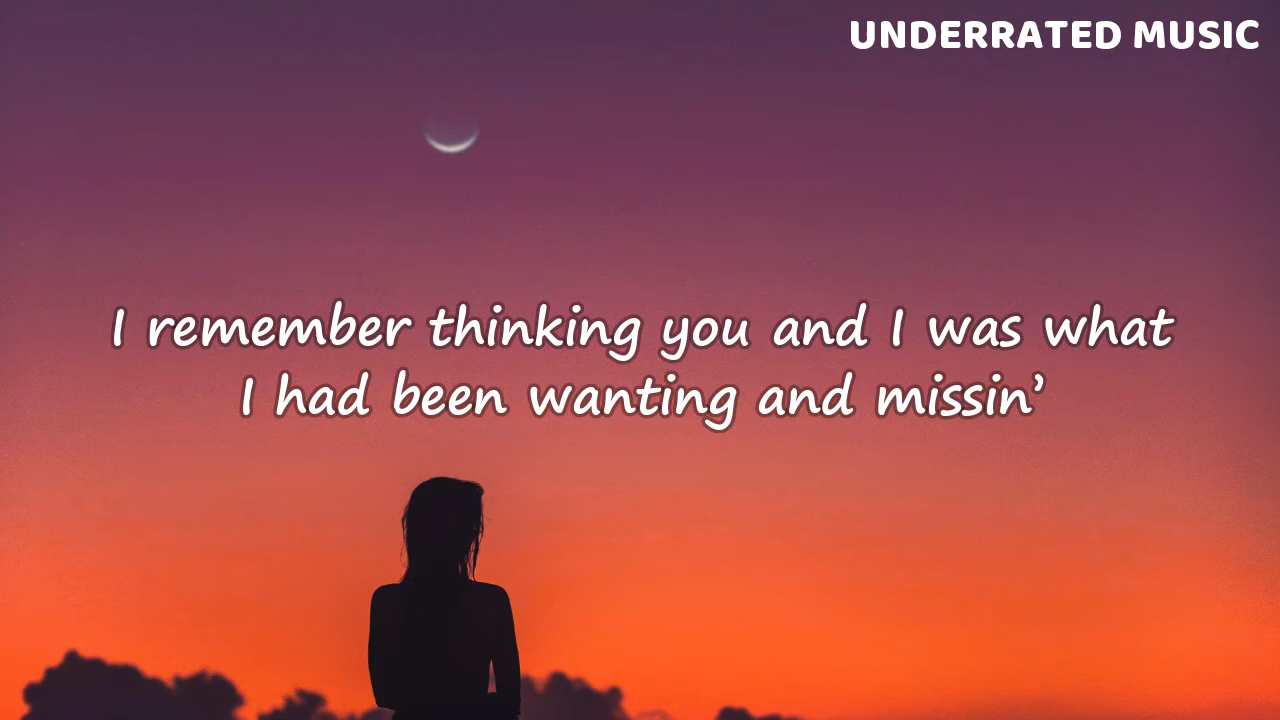 UNDERRATED MUSIC
I remember thinking you and I was what
I had been wanting and missin’